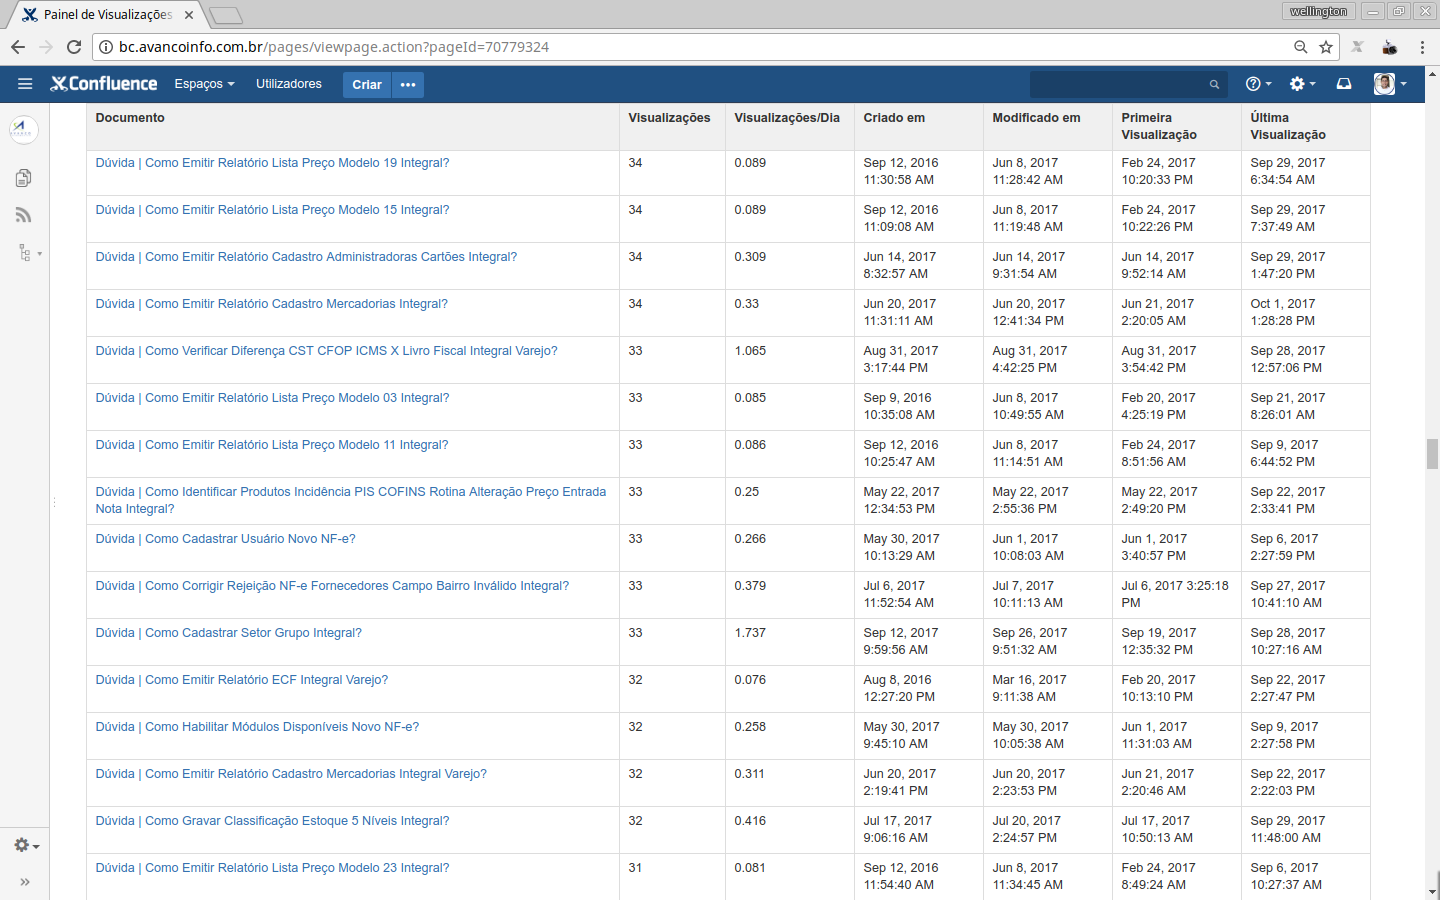 Painel de Visualizações
wellington
bc.avancoinfo.com.br/pages/viewpage.action?pageId=70779324
Confluence Espaços Utilizadores Criar
Documento Visualizações Visualizações/Dia Criado em Modificado em Primeira Última
Visualização Visualização
Dúvida | Como Emitir Relatório Lista Preço Modelo 19 Integral? 34 0.089 Sep 12, 2016 Jun 8, 2017 Feb 24, 2017 Sep 29, 2017
11:30:58 AM 11:28:42 AM 10:20:33 PM 6:34:54 AM
Dúvida | Como Emitir Relatório Lista Preço Modelo 15 Integral? 34 0.089 Sep 12, 2016 Jun 8, 2017 Feb 24, 2017 Sep 29, 2017
11:09:08 AM 11:19:48 AM 10:22:26 PM 7:37:49 AM
Dúvida | Como Emitir Relatório Cadastro Administradoras Cartões Integral? 34 0.309 Jun 14, 2017 Jun 14, 2017 Jun 14, 2017 Sep 29, 2017
8:32:57 AM 9:31:54 AM 9:52:14 AM 1:47:20 PM
Dúvida | Como Emitir Relatório Cadastro Mercadorias Integral? 34 0.33 Jun 20, 2017 Jun 20, 2017 Jun 21, 2017 Oct 1, 2017
11:31:11 AM 12:41:34 PM 2:20:05 AM 1:28:28 PM
Dúvida | Como Verificar Diferença CST CFOP ICMS X Livro Fiscal Integral Varejo? 33 1.065 Aug 31, 2017 Aug 31, 2017 Aug 31, 2017 Sep 28, 2017
3:17:44 PM 4:42:25 PM 3:54:42 PM 12:57:06 PM
Dúvida | Como Emitir Relatório Lista Preço Modelo 03 Integral? 33 0.085 Sep 9, 2016 Jun 8, 2017 Feb 20, 2017 Sep 21, 2017
10:35:08 AM 10:49:55 AM 4:25:19 PM 8:26:01 AM
Dúvida | Como Emitir Relatório Lista Preço Modelo 11 Integral? 33 0.086 Sep 12, 2016 Jun 8, 2017 Feb 24, 2017 Sep 9, 2017
10:25:47 AM 11:14:51 AM 8:51:56 AM 6:44:52 PM
Dúvida | Como Identificar Produtos Incidência PIS COFINS Rotina Alteração Preço Entrada 33 0.25 May 22, 2017 May 22, 2017 May 22, 2017 Sep 22, 2017
Nota Integral? 12:34:53 PM 2:55:36 PM 2:49:20 PM 2:33:41 PM
Dúvida | Como Cadastrar Usuário Novo NF-e? 33 0.266 May 30, 2017 Jun 1, 2017 Jun 1, 2017 Sep 6, 2017
10:13:29 AM 10:08:03 AM 3:40:57 PM 2:27:59 PM
Dúvida | Como Corrigir Rejeição NF-e Fornecedores Campo Bairro Inválido Integral? 33 0.379 Jul 6, 2017 Jul 7, 2017 Jul 6, 2017 3:25:18 Sep 27, 2017
11:52:54 AM 10:11:13 AM PM 10:41:10 AM
Dúvida | Como Cadastrar Setor Grupo Integral? 33 1.737 Sep 12, 2017 Sep 26, 2017 Sep 19, 2017 Sep 28, 2017
9:59:56 AM 9:51:32 AM 12:35:32 PM 10:27:16 AM
Dúvida | Como Emitir Relatório ECF Integral Varejo? 32 0.076 Aug 8, 2016 Mar 16, 2017 Feb 20, 2017 Sep 22, 2017
12:27:20 PM 9:11:38 AM 10:13:10 PM 2:27:47 PM
Dúvida | Como Habilitar Módulos Disponíveis Novo NF-e? 32 0.258 May 30, 2017 May 30, 2017 Jun 1, 2017 Sep 9, 2017
9:45:10 AM 10:05:38 AM 11:31:03 AM 2:27:58 PM
Dúvida | Como Emitir Relatório Cadastro Mercadorias Integral Varejo? 32 0.311 Jun 20, 2017 Jun 20, 2017 Jun 21, 2017 Sep 22, 2017
2:19:41 PM 2:23:53 PM 2:20:46 AM 2:22:03 PM
Dúvida | Como Gravar Classificação Estoque 5 Níveis Integral? 32 0.416 Jul 17, 2017 Jul 20, 2017 Jul 17, 2017 Sep 29, 2017
9:06:16 AM 2:24:57 PM 10:50:13 AM 11:48:00 AM
Dúvida | Como Emitir Relatório Lista Preço Modelo 23 Integral? 31 0.081 Sep 12, 2016 Jun 8, 2017 Feb 24, 2017 Sep 6, 2017
11:54:40 AM 11:34:45 AM 8:49:24 AM 10:27:37 AM